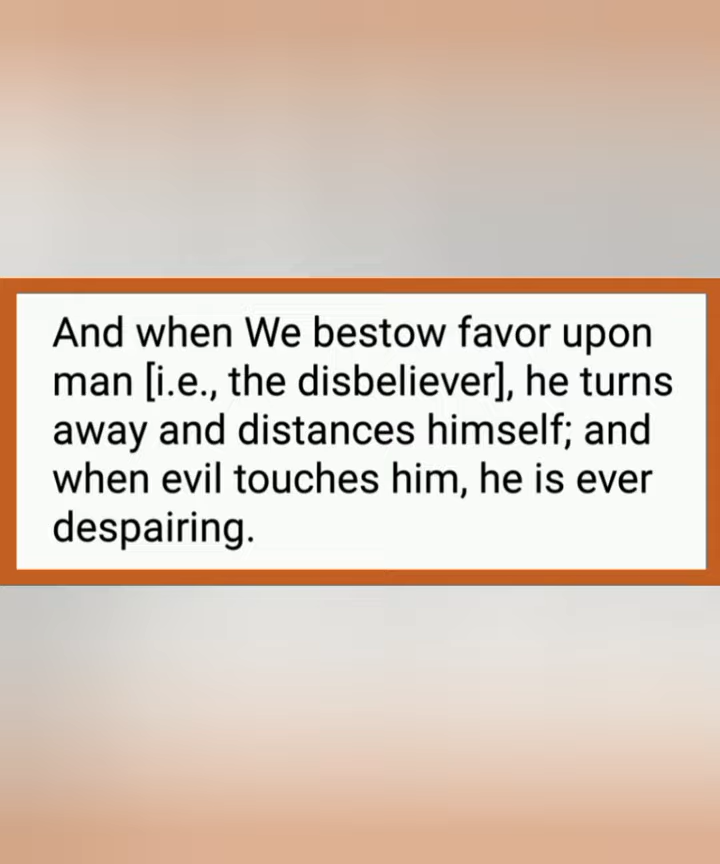 And when We bestow favor upon
man [i.e., the disbeliever], he turns
away and distances himself; and
when evil touches him, he is ever
despairing.